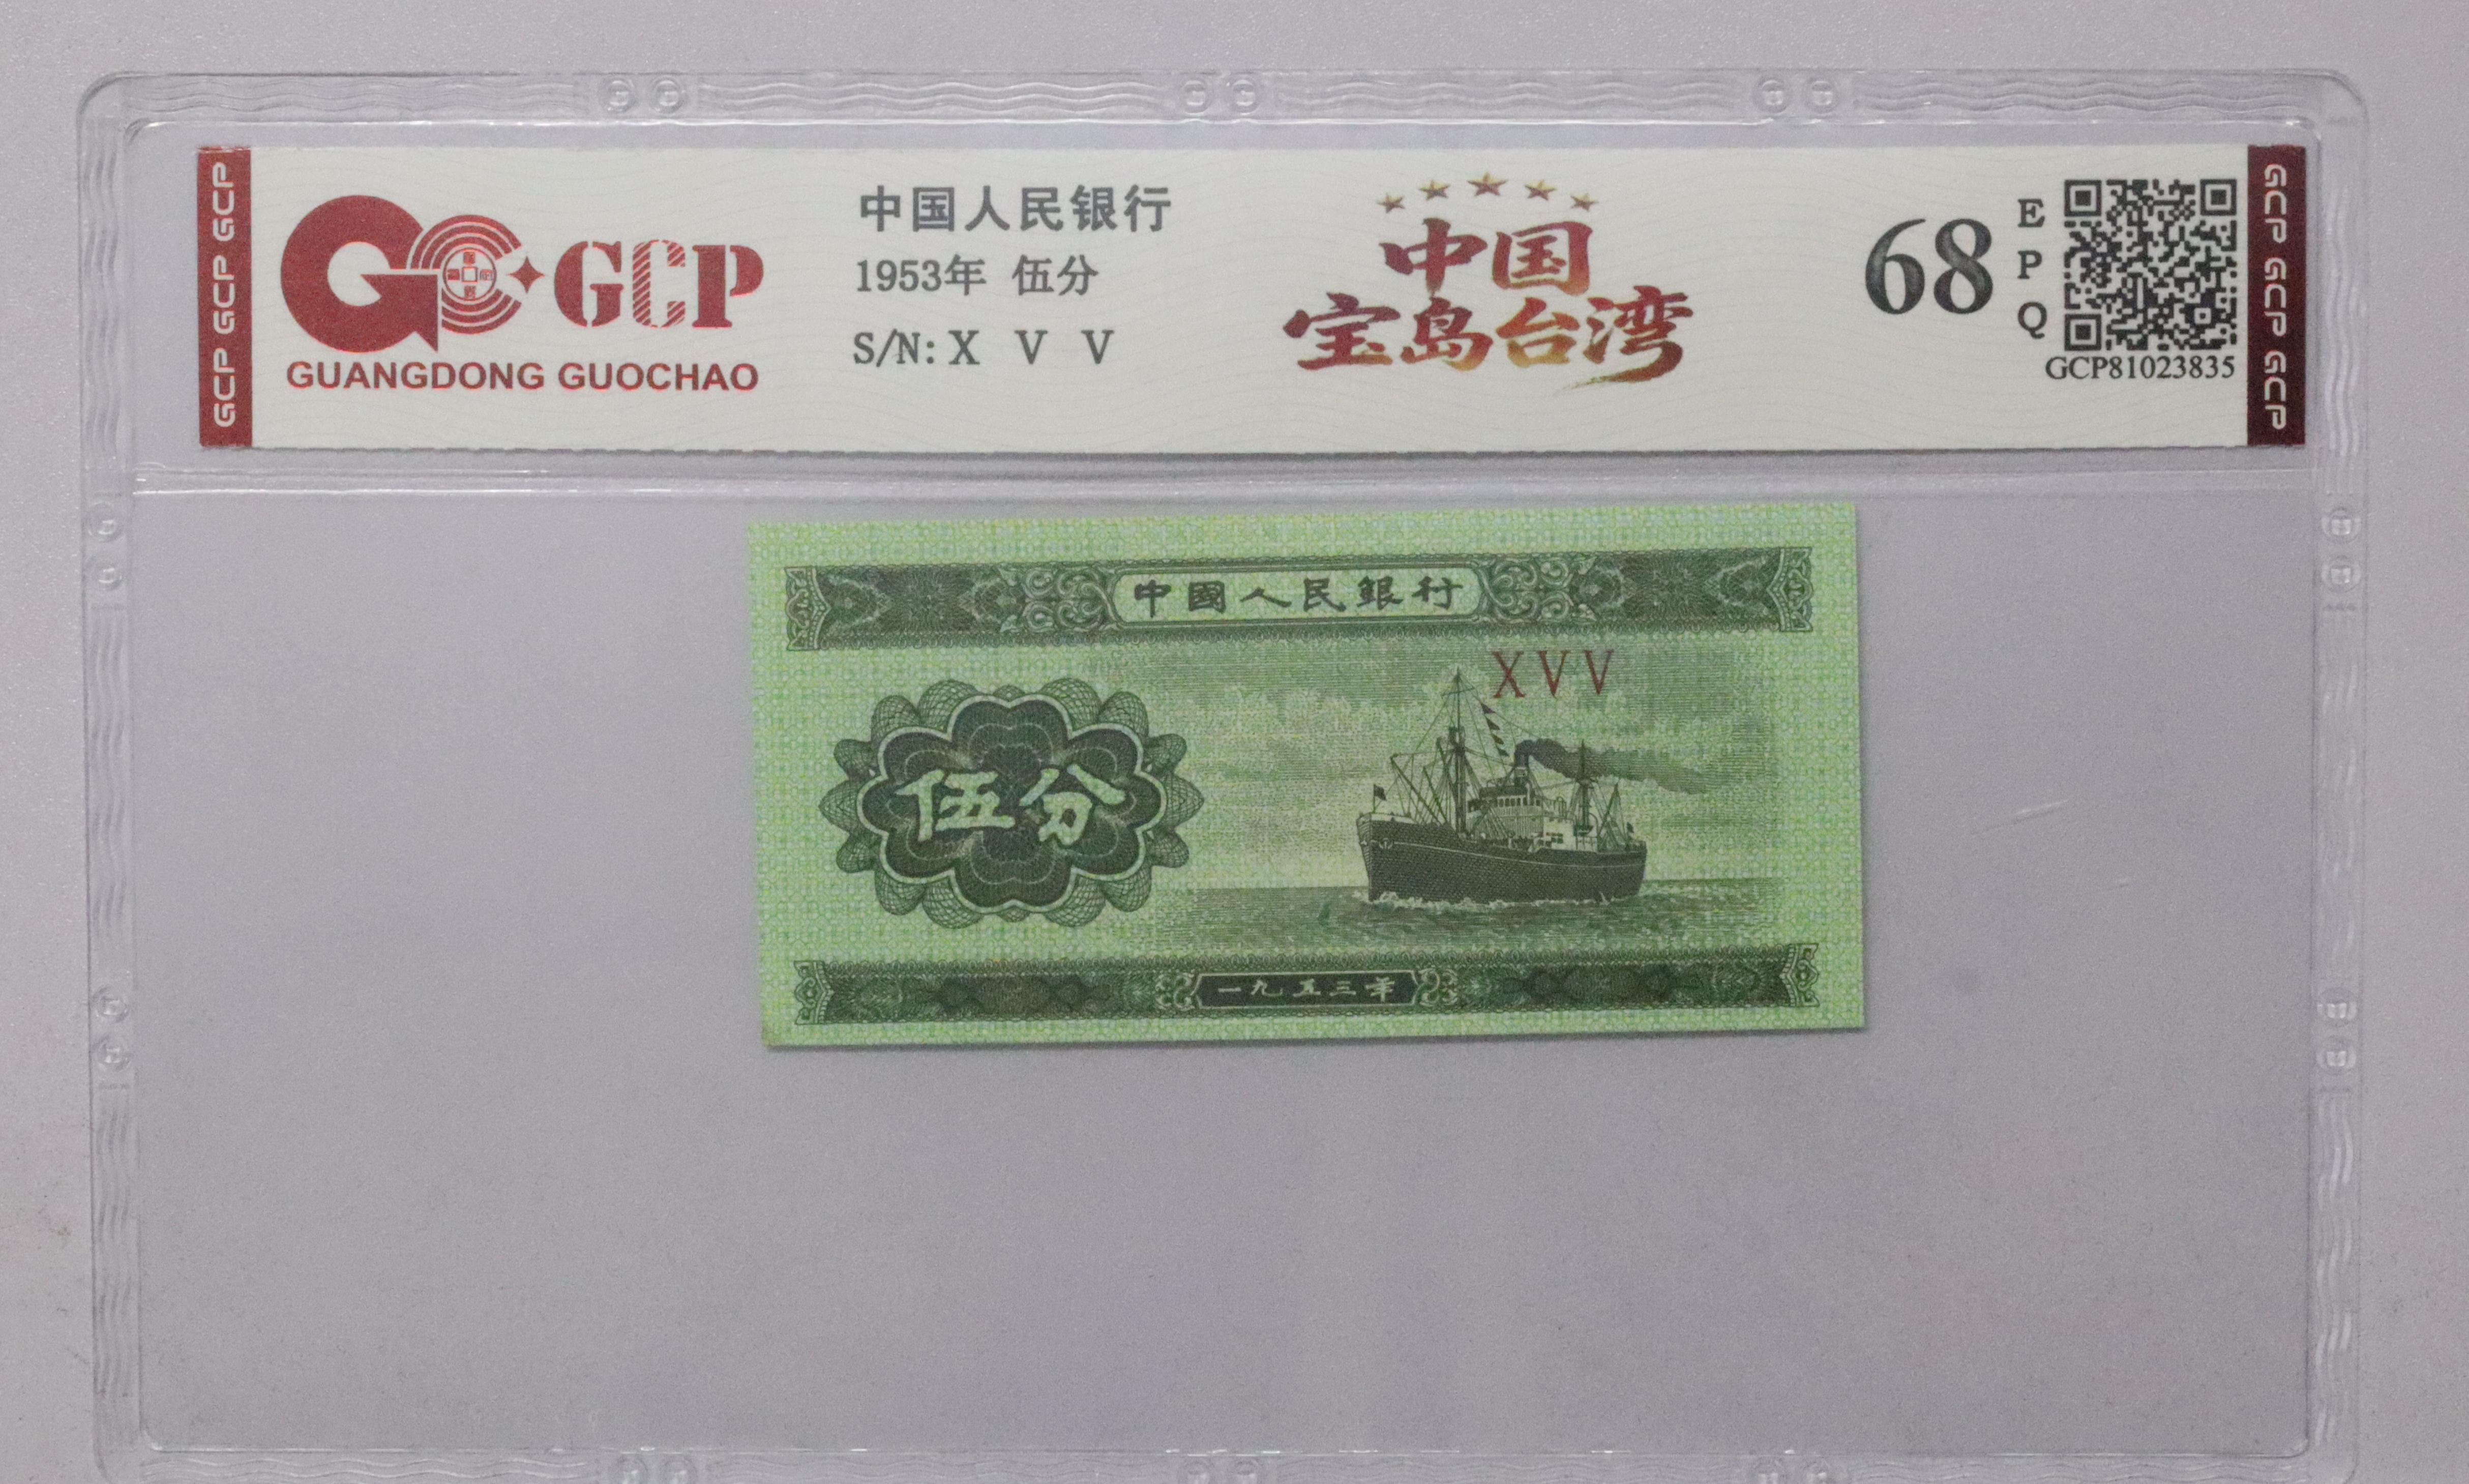 GCP GCP GCP
GCP
GUANGDONG GUOCHAO
中国人民银行
1953年 伍分
S/N: X V V
中国
宝岛台湾
68
E
P
Q
GCP81023835
GCP GCP GCP
中國人民銀行
XVV
伍分
一九五三年